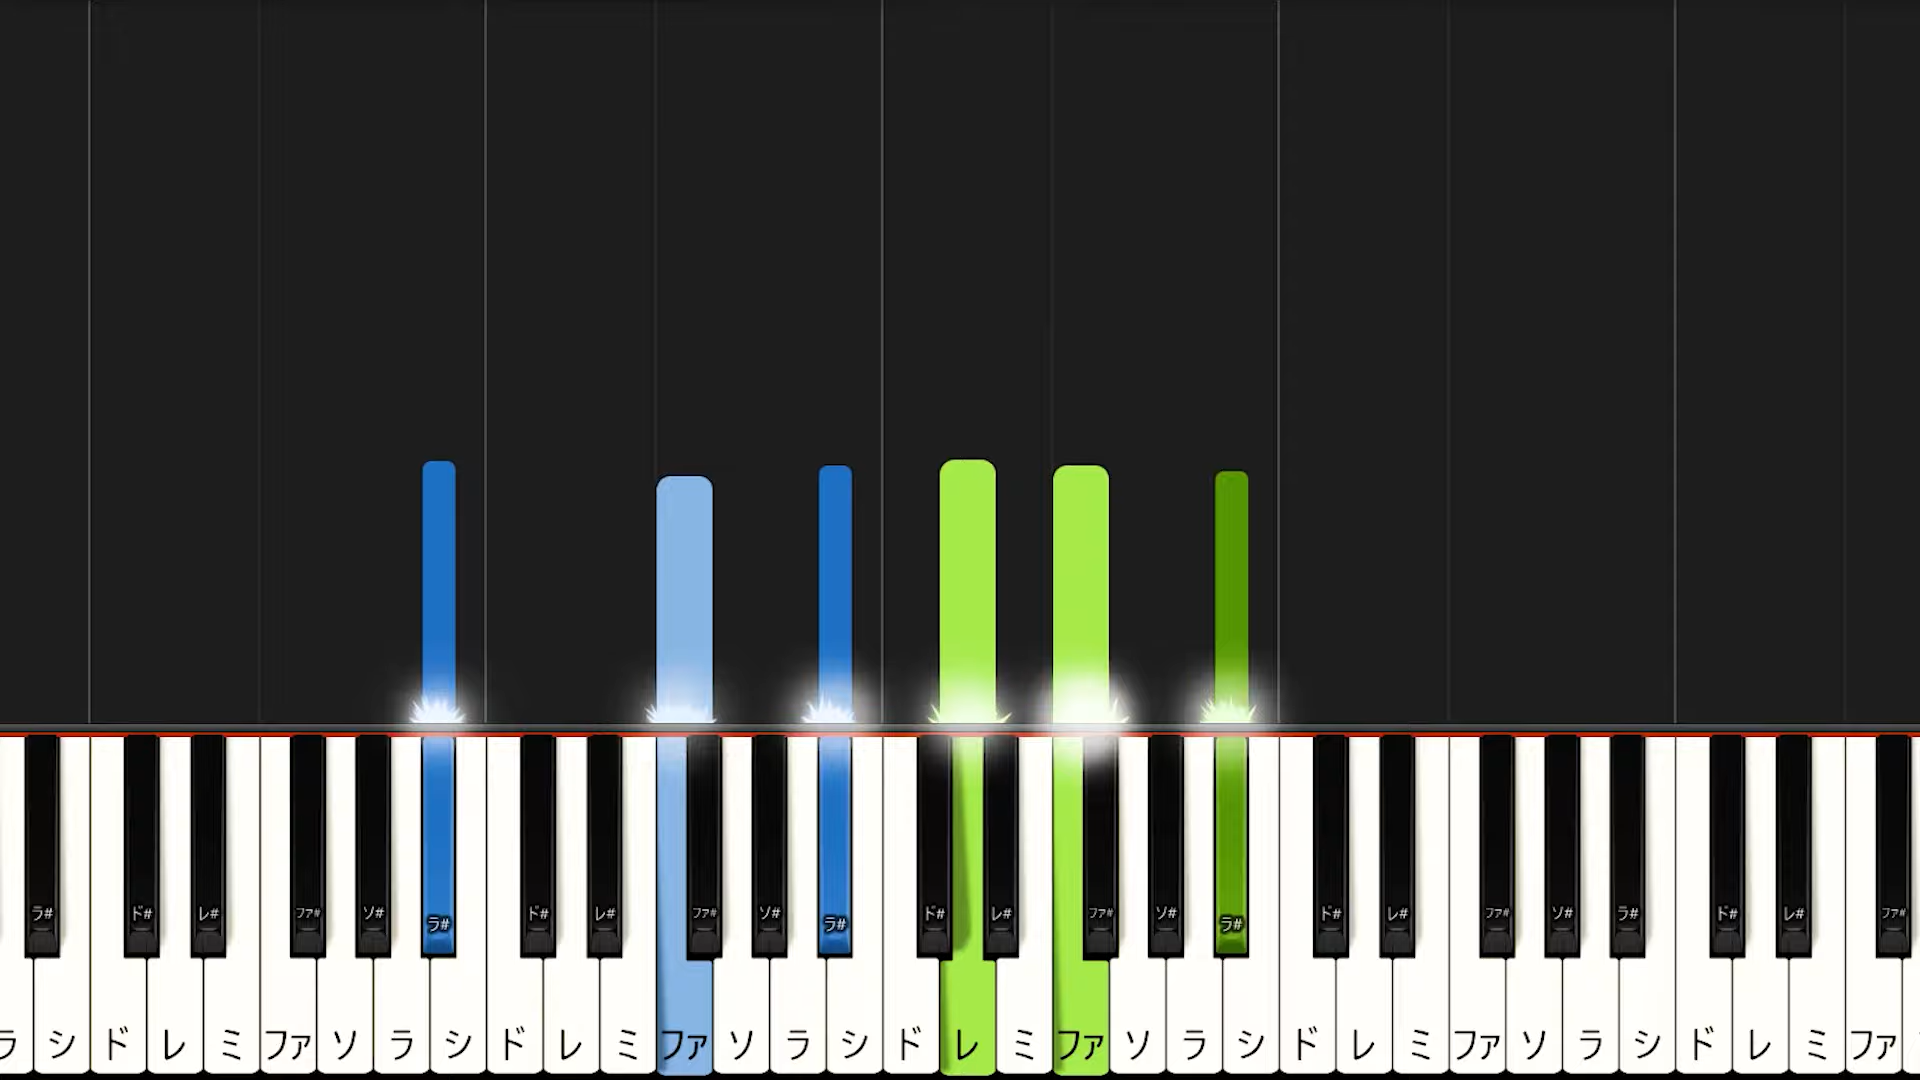 ラ# ド# レ# ファ# ソ# ラ# ド# レ# ファ# ソ# ラ# ド# レ# ファ# ソ# ラ# ド# レ# ファ# ソ# ラ# ド# レ# ファ#
ラ シ ド レ ミ ファ ソ ラ シ ド レ ミ ファ ソ ラ シ ド レ ミ ファ ソ ラ シ ド レ ミ ファ ソ ラ シ ド レ ミ ファ